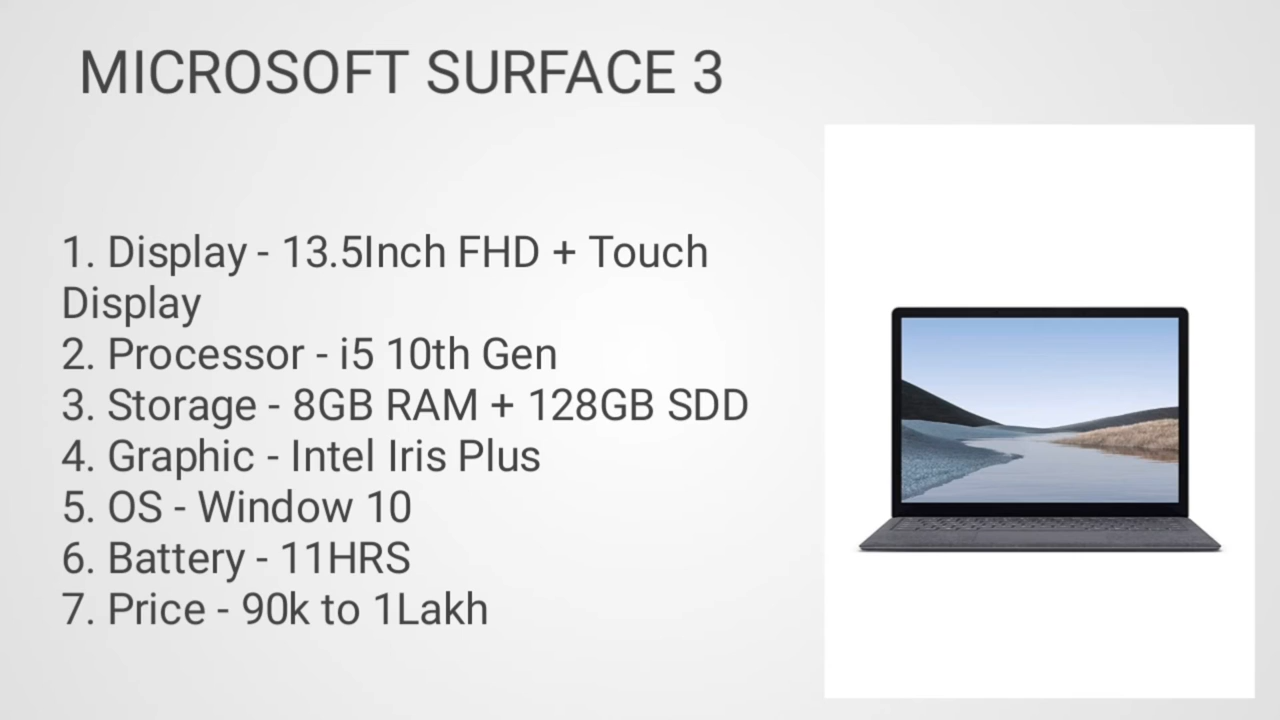 MICROSOFT SURFACE 3
1. Display - 13.5Inch FHD + Touch
Display
2. Processor - i5 10th Gen
3. Storage - 8GB RAM + 128GB SDD
4. Graphic - Intel Iris Plus
5. OS - Window 10
6. Battery - 11HRS
7. Price - 90k to 1Lakh